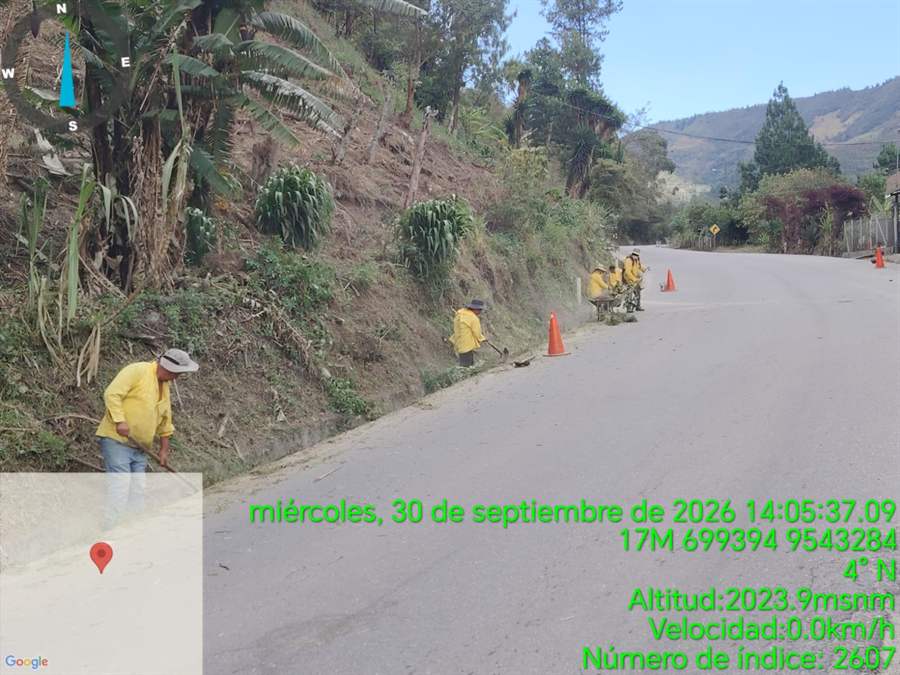 N
W
E
S
miércoles, 30 de septiembre de 2026 14:05:37.09
17M 699394 9543284
4° N
Altitud:2023.9msnm
Velocidad:0.0km/h
Número de índice: 2607
Google